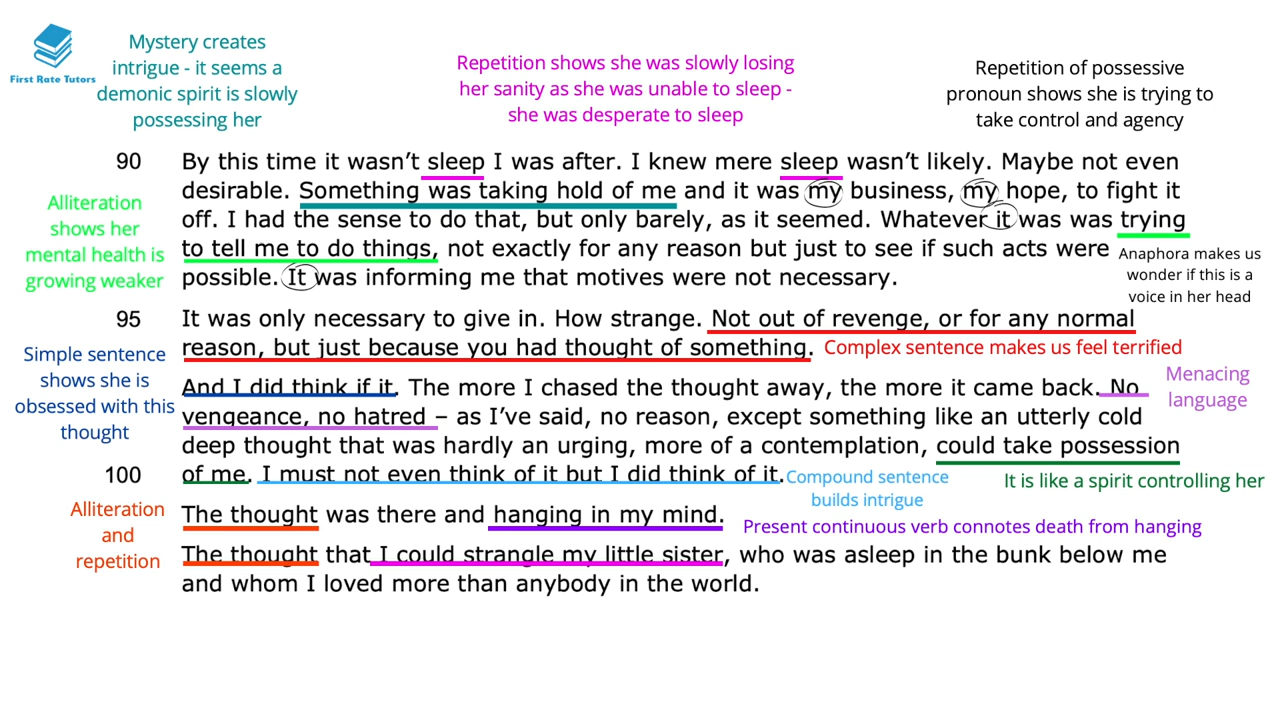 First Rate Tutors
Mystery creates
intrigue - it seems a
demonic spirit is slowly
possessing her
Repetition shows she was slowly losing
her sanity as she was unable to sleep -
she was desperate to sleep
Repetition of possessive
pronoun shows she is trying to
take control and agency
90 By this time it wasn't sleep I was after. I knew mere sleep wasn't likely. Maybe not even
desirable. Something was taking hold of me and it was my business, my hope, to fight it
off. I had the sense to do that, but only barely, as it seemed. Whatever it was was trying
to tell me to do things, not exactly for any reason but just to see if such acts were
possible. It was informing me that motives were not necessary.
Alliteration
shows her
mental health is
growing weaker
Anaphora makes us
wonder if this is a
voice in her head
95 It was only necessary to give in. How strange. Not out of revenge, or for any normal
reason, but just because you had thought of something. Complex sentence makes us feel terrified
Simple sentence
shows she is
obsessed with this
thought
And I did think if it. The more I chased the thought away, the more it came back. No
vengeance, no hatred – as I've said, no reason, except something like an utterly cold
deep thought that was hardly an urging, more of a contemplation, could take possession
100 of me. I must not even think of it but I did think of it.
Menacing
language
Compound sentence
builds intrigue
It is like a spirit controlling her
Alliteration
and
repetition
The thought was there and hanging in my mind.
Present continuous verb connotes death from hanging
The thought that I could strangle my little sister, who was asleep in the bunk below me
and whom I loved more than anybody in the world.